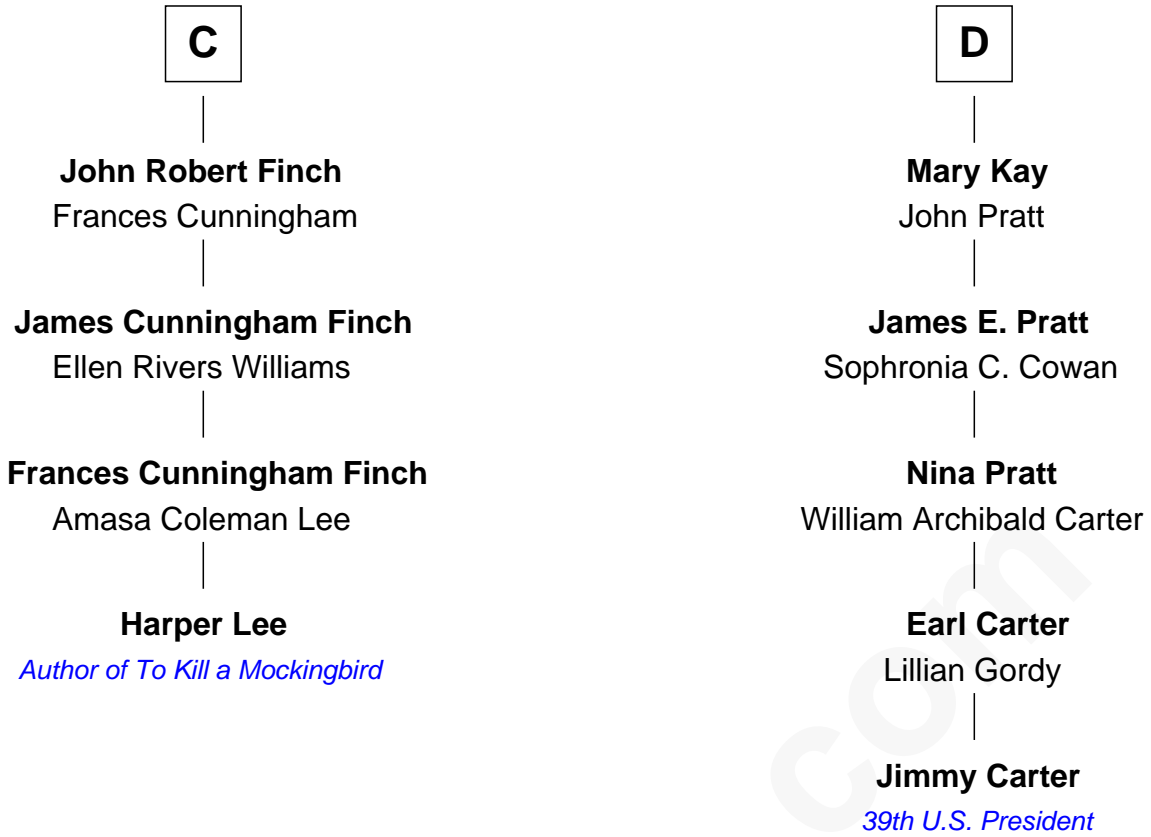 C
John Robert Finch
Frances Cunningham
James Cunningham Finch
Ellen Rivers Williams
Frances Cunningham Finch
Amasa Coleman Lee
Harper Lee
Author of To Kill a Mockingbird
D
Mary Kay
John Pratt
James E. Pratt
Sophronia C. Cowan
Nina Pratt
William Archibald Carter
Earl Carter
Lillian Gordy
Jimmy Carter
39th U.S. President
com